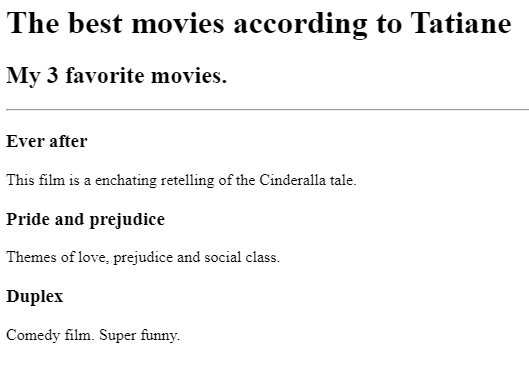 The best movies according to Tatiane
My 3 favorite movies.
Ever after
This film is a enchating retelling of the Cinderalla tale.
Pride and prejudice
Themes of love, prejudice and social class.
Duplex
Comedy film. Super funny.